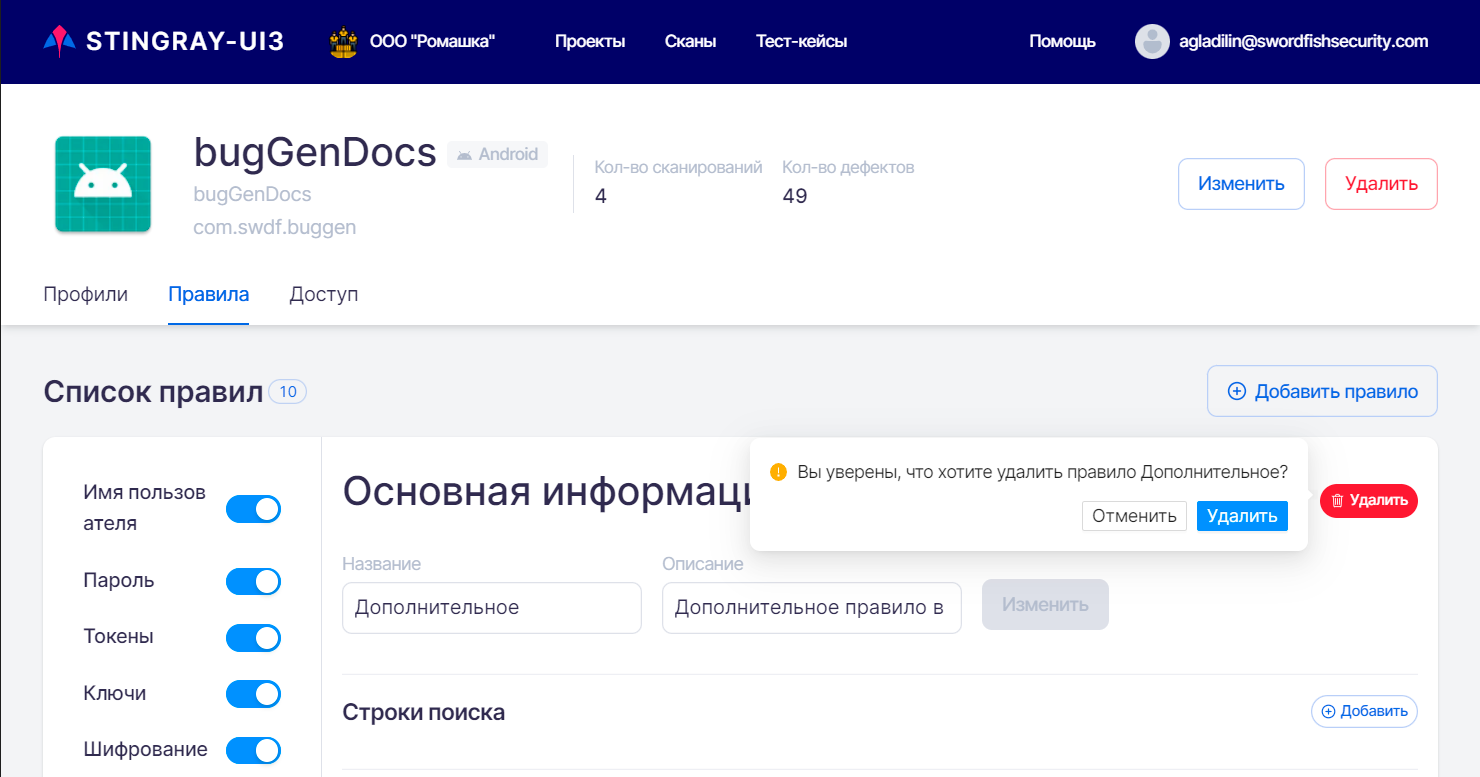 STINGRAY-UI3
ООО "Ромашка"
Проекты
Сканы
Тест-кейсы
Помощь
agladilin@swordfishsecurity.com
bugGenDocs
Android
bugGenDocs
com.swdf.buggen
Кол-во сканирований
4
Кол-во дефектов
49
Изменить
Удалить
Профили
Правила
Доступ
Список правил
10
Добавить правило
Имя пользов
ателя
Пароль
Токены
Ключи
Шифрование
Основная информаци
Вы уверены, что хотите удалить правило Дополнительное?
Отменить
Удалить
Удалить
Название
Дополнительное
Описание
Дополнительное правило в
Изменить
Строки поиска
Добавить